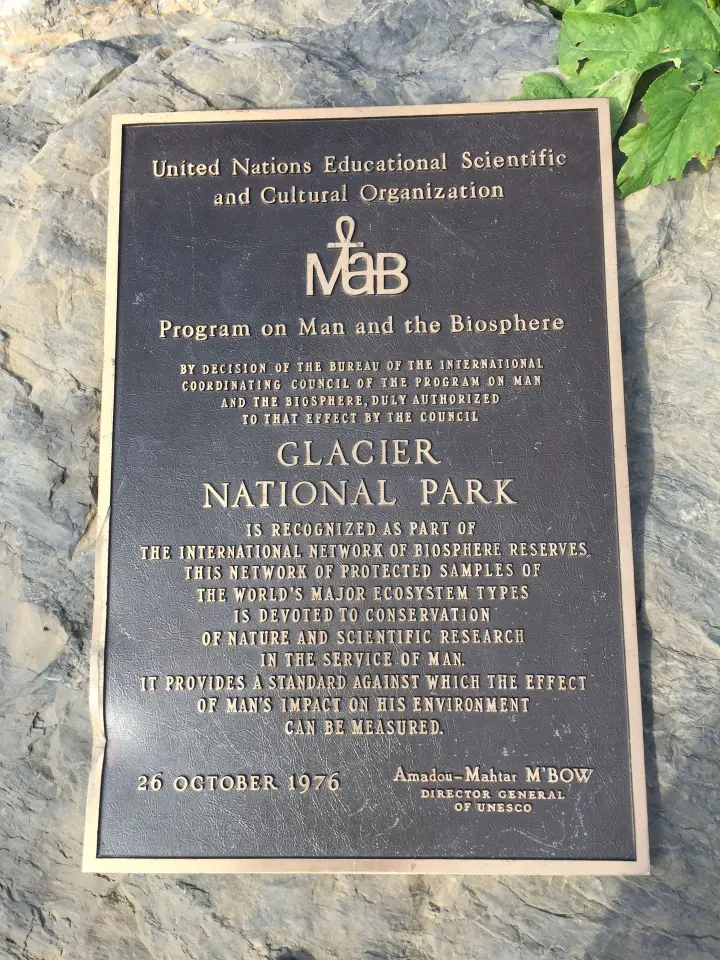 United Nations Educational Scientific
and Cultural Organization
MaB
Program on Man and the Biosphere
BY DECISION OF THE BUREAU OF THE INTERNATIONAL
COORDINATING COUNCIL OF THE PROGRAM ON MAN
AND THE BIOSPHERE, DULY AUTHORIZED
TO THAT EFFECT BY THE COUNCIL
GLACIER
NATIONAL PARK
IS RECOGNIZED AS PART OF
THE INTERNATIONAL NETWORK OF BIOSPHERE RESERVES.
THIS NETWORK OF PROTECTED SAMPLES OF
THE WORLD'S MAJOR ECOSYSTEM TYPES
IS DEVOTED TO CONSERVATION
OF NATURE AND SCIENTIFIC RESEARCH
IN THE SERVICE OF MAN.
IT PROVIDES A STANDARD AGAINST WHICH THE EFFECT
OF MAN'S IMPACT ON HIS ENVIRONMENT
CAN BE MEASURED.
26 OCTOBER 1976
Amadou-Mahtar M'BOW
DIRECTOR GENERAL
OF UNESCO